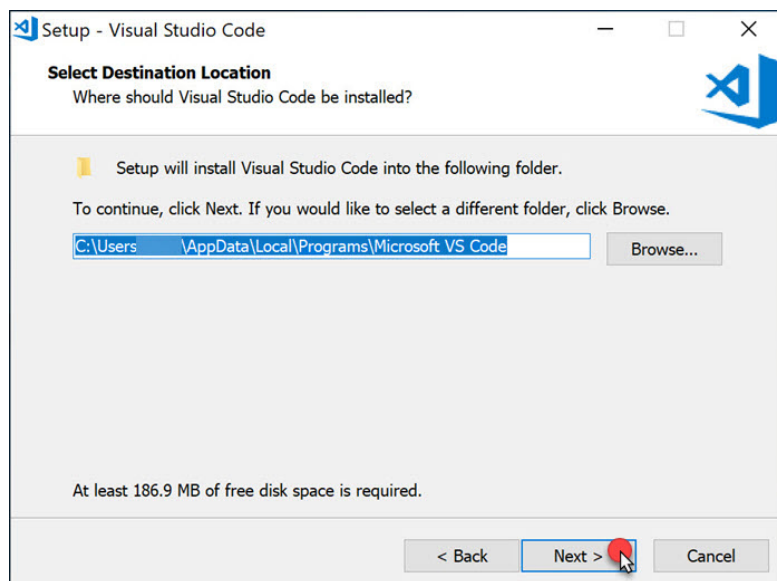 Setup - Visual Studio Code
Select Destination Location
Where should Visual Studio Code be installed?
Setup will install Visual Studio Code into the following folder.
To continue, click Next. If you would like to select a different folder, click Browse.
C:\Users \AppData\Local\Programs\Microsoft VS Code
Browse...
At least 186.9 MB of free disk space is required.
< Back
Next >
Cancel